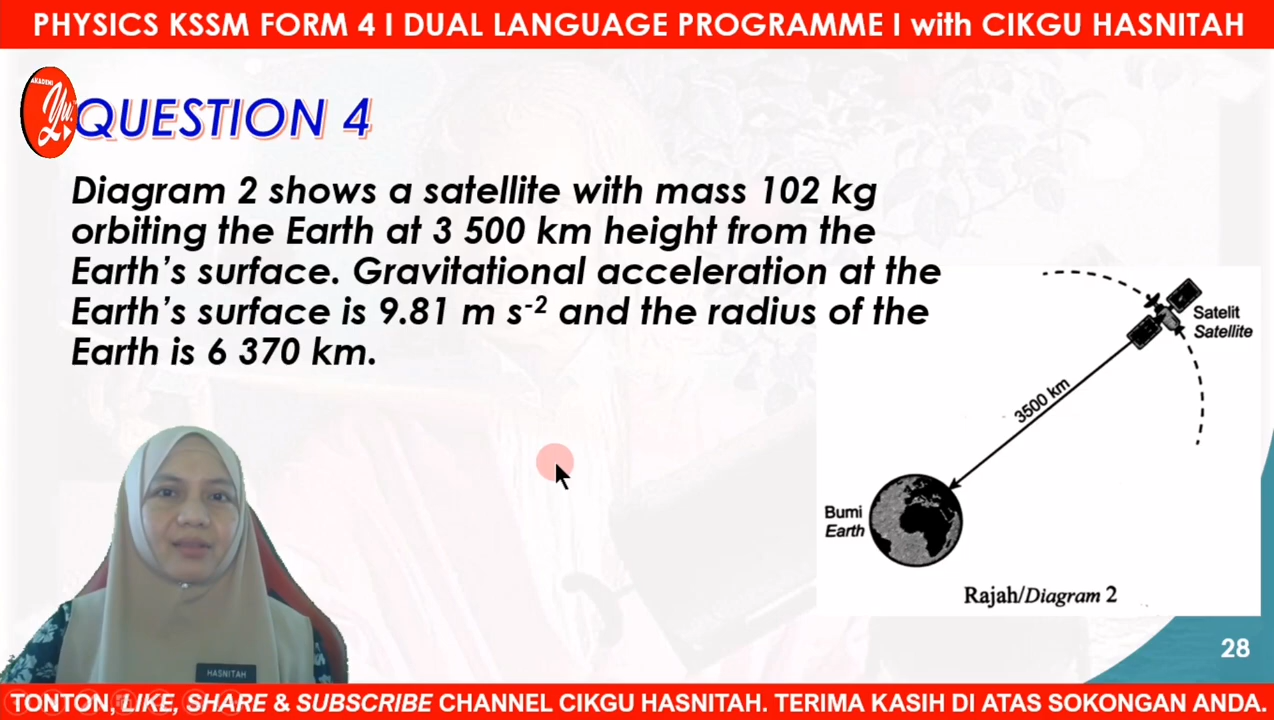 PHYSICS KSSM FORM 4 I DUAL LANGUAGE PROGRAMME I with CIKGU HASNITAH
AKADEMI
Yu.
QUESTION 4
Diagram 2 shows a satellite with mass 102 kg
orbiting the Earth at 3 500 km height from the
Earth’s surface. Gravitational acceleration at the
Earth’s surface is 9.81 m s⁻² and the radius of the
Earth is 6 370 km.
Satelit
Satellite
3500 km
Bumi
Earth
Rajah/Diagram 2
HASNITAH
28
TONTON, LIKE, SHARE & SUBSCRIBE CHANNEL CIKGU HASNITAH. TERIMA KASIH DI ATAS SOKONGAN ANDA.